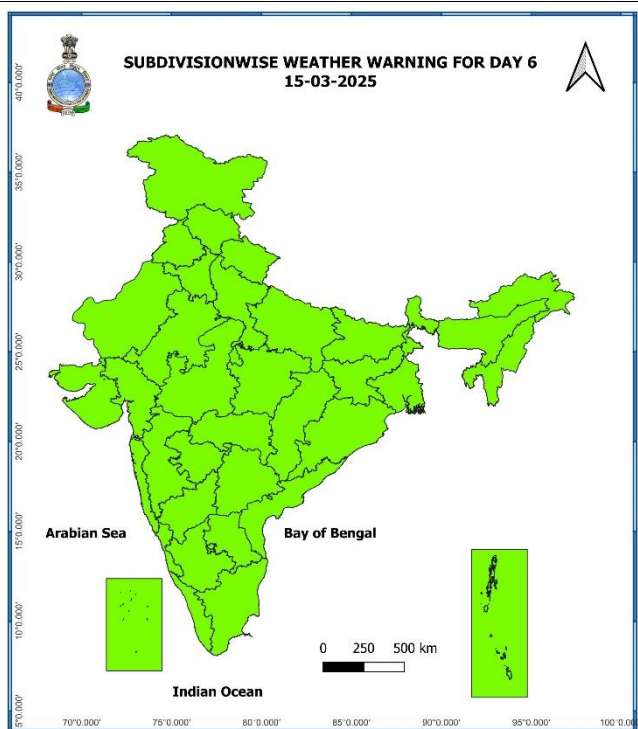 SUBDIVISIONWISE WEATHER WARNING FOR DAY 6
15-03-2025
40°0.000'
35°0.000'
30°0.000'
25°0.000'
20°0.000'
15°0.000'
10°0.000'
5°0.000'
Arabian Sea
Bay of Bengal
0 250 500 km
Indian Ocean
70°0.000' 75°0.000' 80°0.000' 85°0.000' 90°0.000' 95°0.000' 100°0.000'